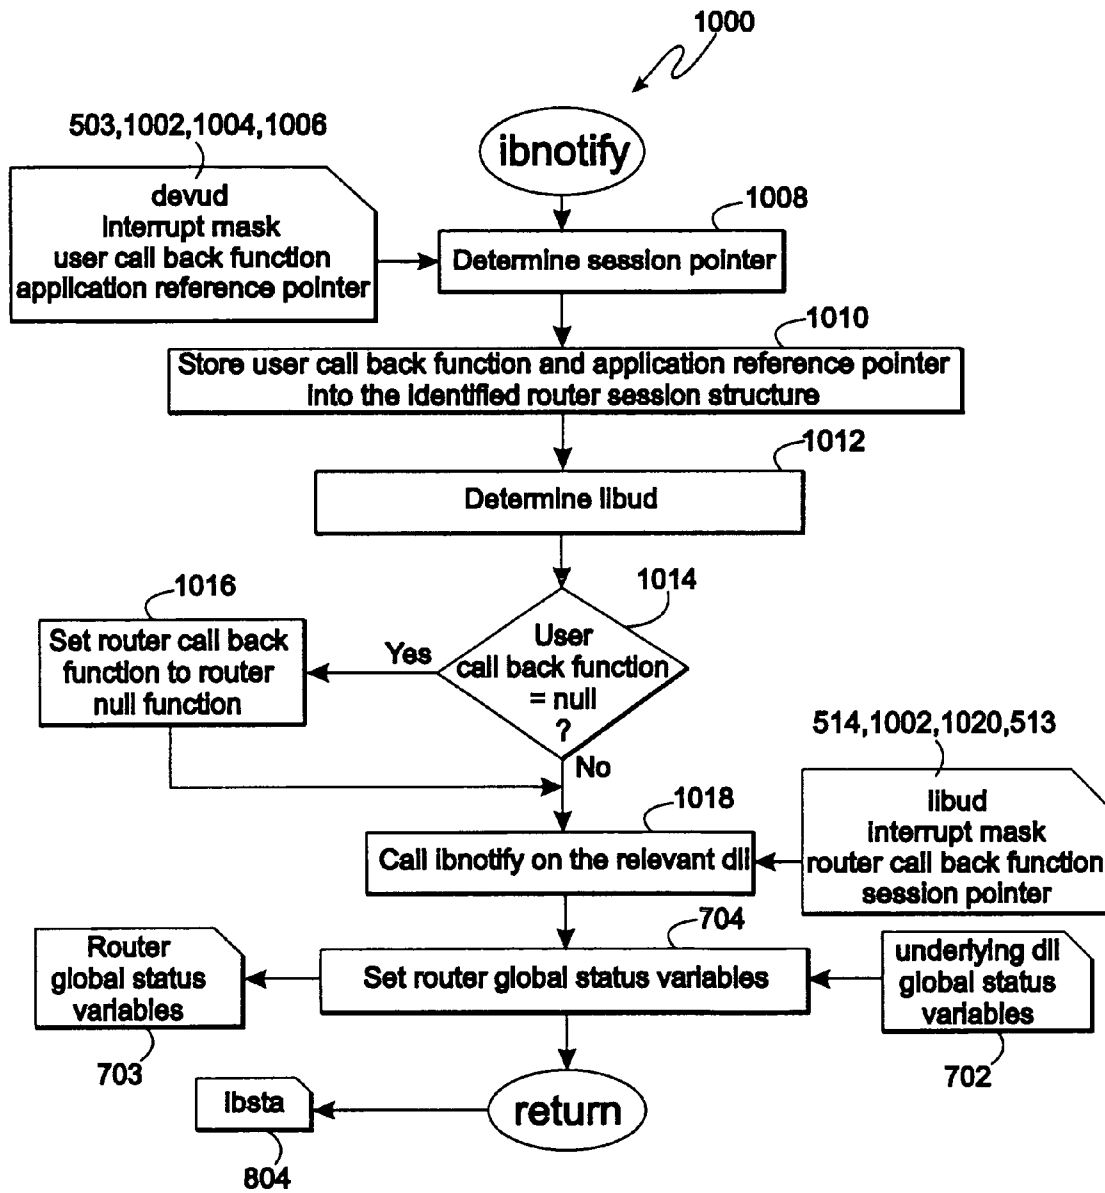 1000
503,1002,1004,1006
ibnotify
devud
interrupt mask
user call back function
application reference pointer
1008
Determine session pointer
1010
Store user call back function and application reference pointer
into the identified router session structure
1012
Determine libud
1014
1016
User
call back function
= null
?
Yes
Set router call back
function to router
null function
No
514,1002,1020,513
libud
interrupt mask
router call back function
session pointer
1018
Call ibnotify on the relevant dll
704
Router
global status
variables
Set router global status variables
underlying dll
global status
variables
703
702
ibsta
return
804